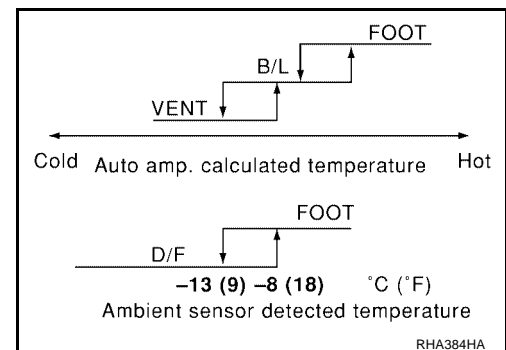 FOOT
B/L
VENT
Cold Auto amp. calculated temperature Hot
FOOT
D/F
–13 (9) –8 (18) °C (°F)
Ambient sensor detected temperature
RHA384HA